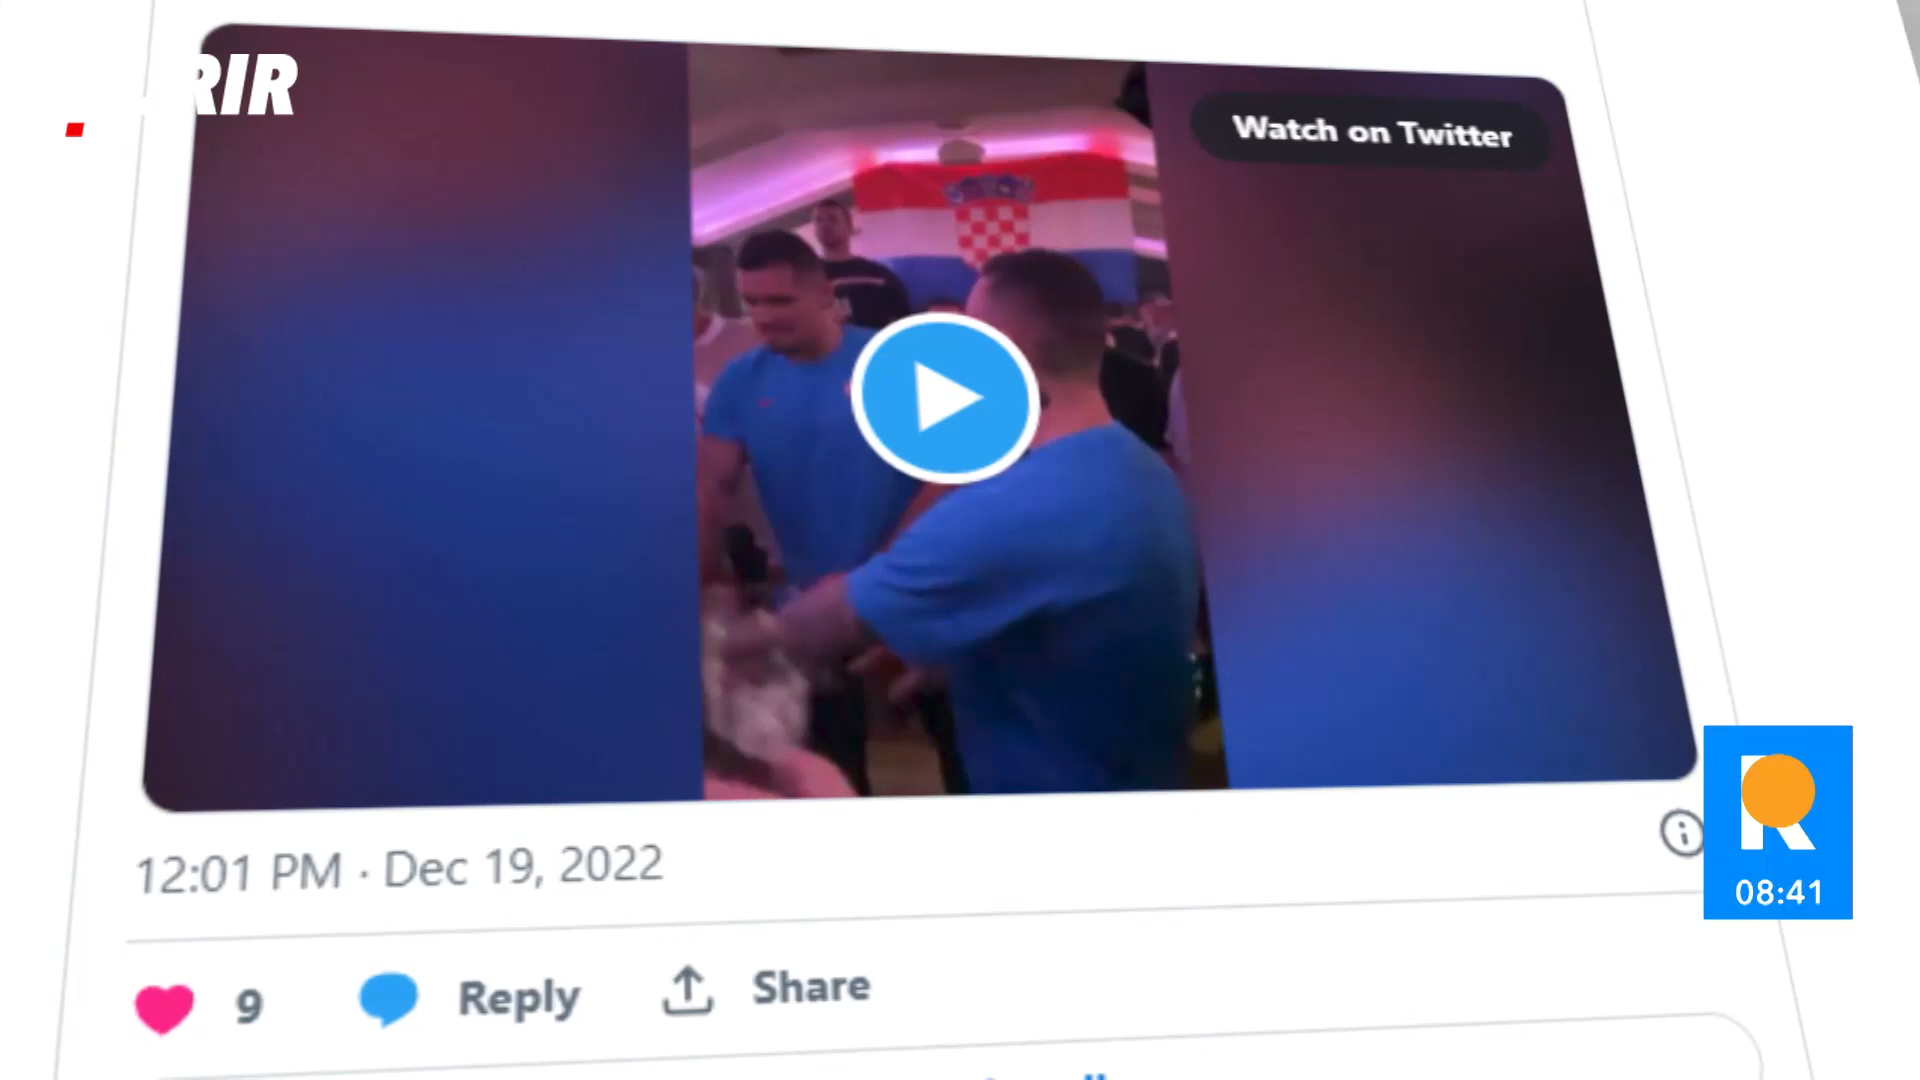 RIR
Watch on Twitter
12:01 PM · Dec 19, 2022
9
Reply
Share
R
08:41